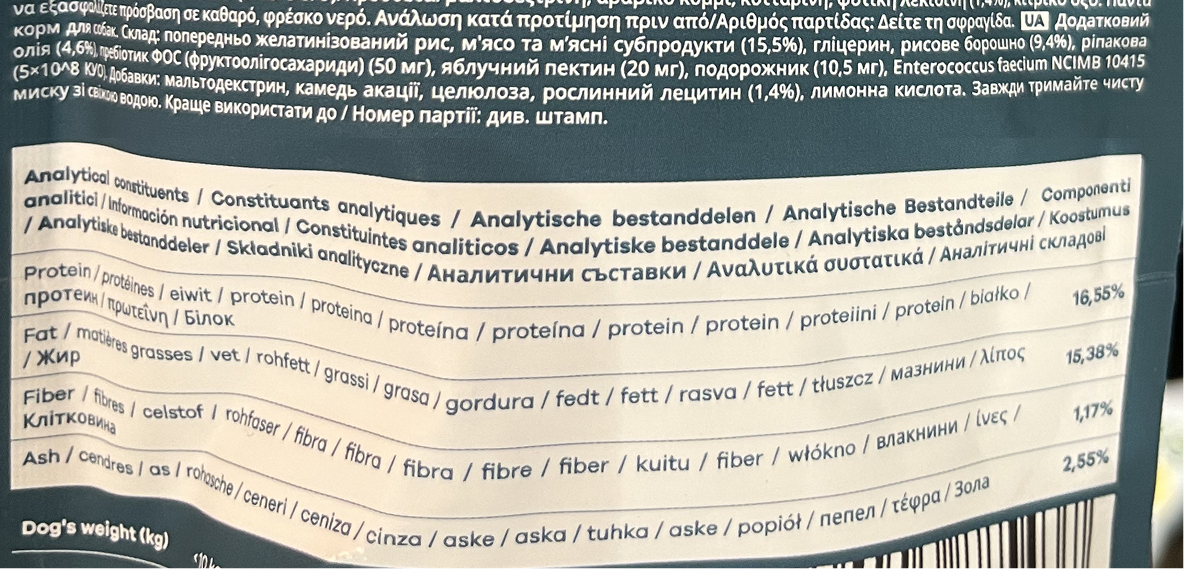 να εξασφαλίζετε πρόσβαση σε καθαρό, φρέσκο νερό. Ανάλωση κατά προτίμηση πριν από/Αριθμός παρτίδας: Δείτε τη σφραγίδα. UA Додатковий
корм для собак. Склад: попередньо желатинізований рис, м'ясо та м'ясні субпродукти (15,5%), гліцерин, рисове борошно (9,4%), ріпакова
олія (4,6%), пребіотик ФОС (фруктоолігосахариди) (50 мг), яблучний пектин (20 мг), подорожник (10,5 мг), Enterococcus faecium NCIMB 10415
(5×10^8 КУО). Добавки: мальтодекстрин, камедь акації, целюлоза, рослинний лецитин (1,4%), лимонна кислота. Завжди тримайте чисту
миску зі свіжою водою. Краще використати до / Номер партії: див. штамп.
Analytical constituents / Constituants analytiques / Analytische bestanddelen / Analytische Bestandteile / Componenti
analitici / Información nutricional / Constituintes analíticos / Analytiske bestanddele / Analytiska beståndsdelar / Koostumus
/ Analytiske bestanddeler / Składniki analityczne / Аналитични съставки / Αναλυτικά συστατικά / Аналітичні складові
Protein / protéines / eiwit / protein / proteina / proteína / proteína / protein / protein / proteiini / protein / białko / 16,55%
протеин / πρωτεΐνη / Білок
Fat / matières grasses / vet / rohfett / grassi / grasa / gordura / fedt / fett / rasva / fett / tłuszcz / мазнини / λίπος 15,38%
/ Жир
Fiber / fibres / celstof / rohfaser / fibra / fibra / fibra / fibre / fiber / kuitu / fiber / włókno / влакнини / ίνες / 1,17%
Клітковина
Ash / cendres / as / rohasche / ceneri / ceniza / cinza / aske / aska / tuhka / aske / popiół / пепел / τέφρα / Зола 2,55%
Dog's weight (kg)